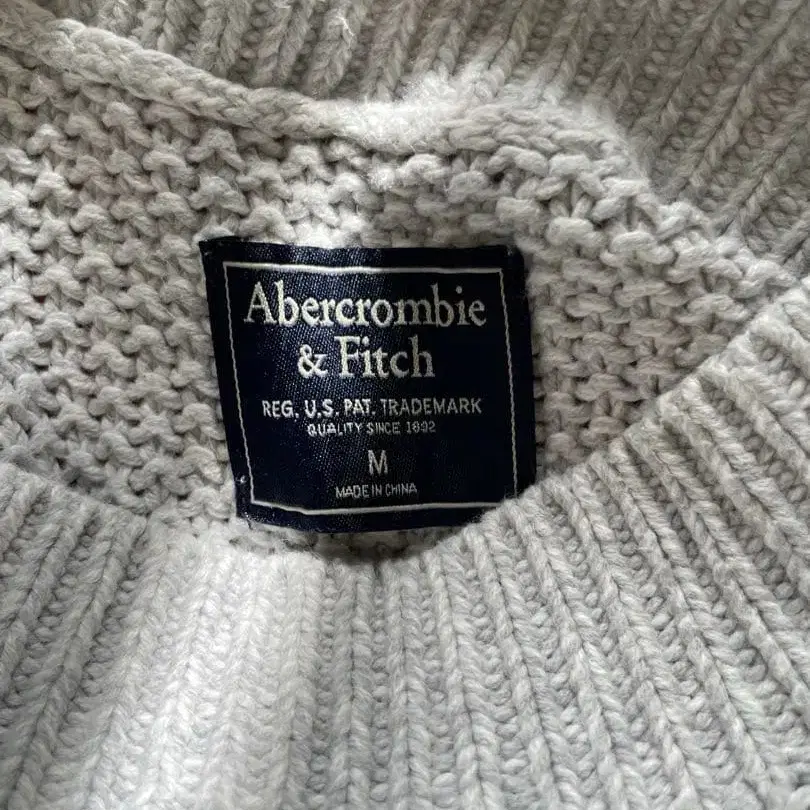 Abercrombie
& Fitch
REG. U.S. PAT. TRADEMARK
QUALITY SINCE 1892
M
MADE IN CHINA